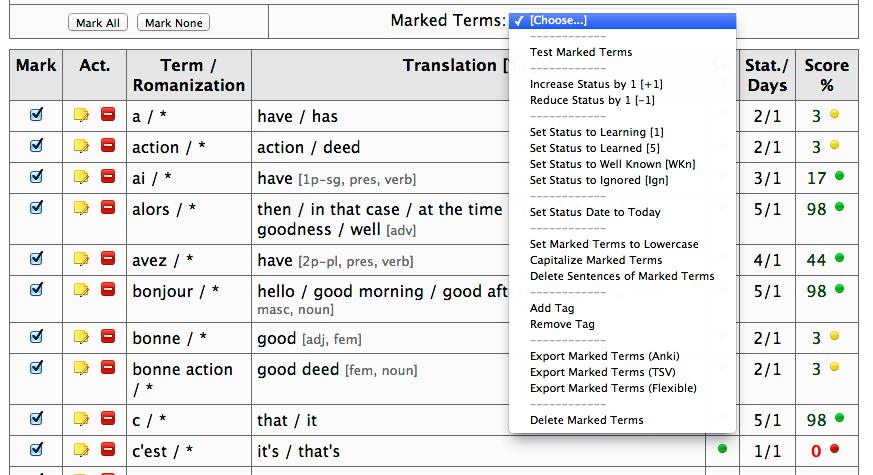 Mark All Mark None Marked Terms: ✓ [Choose...]
------------
Test Marked Terms
------------
Increase Status by 1 [+1]
Reduce Status by 1 [-1]
------------
Set Status to Learning [1]
Set Status to Learned [5]
Set Status to Well Known [WKn]
Set Status to Ignored [Ign]
------------
Set Status Date to Today
------------
Set Marked Terms to Lowercase
Capitalize Marked Terms
Delete Sentences of Marked Terms
------------
Add Tag
Remove Tag
------------
Export Marked Terms (Anki)
Export Marked Terms (TSV)
Export Marked Terms (Flexible)
------------
Delete Marked Terms
Mark Act. Term / Translation Stat./ Score
Romanization Days %
a / * have / has 2/1 3
action / * action / deed 2/1 3
ai / * have [1p-sg, pres, verb] 3/1 17
alors / * then / in that case / at the time 5/1 98
goodness / well [adv]
avez / * have [2p-pl, pres, verb] 4/1 44
bonjour / * hello / good morning / good 5/1 98
masc, noun]
bonne / * good [adj, fem] 2/1 3
bonne action good deed [fem, noun] 2/1 3
/ *
c / * that / it 5/1 98
c'est / * it's / that's 1/1 0